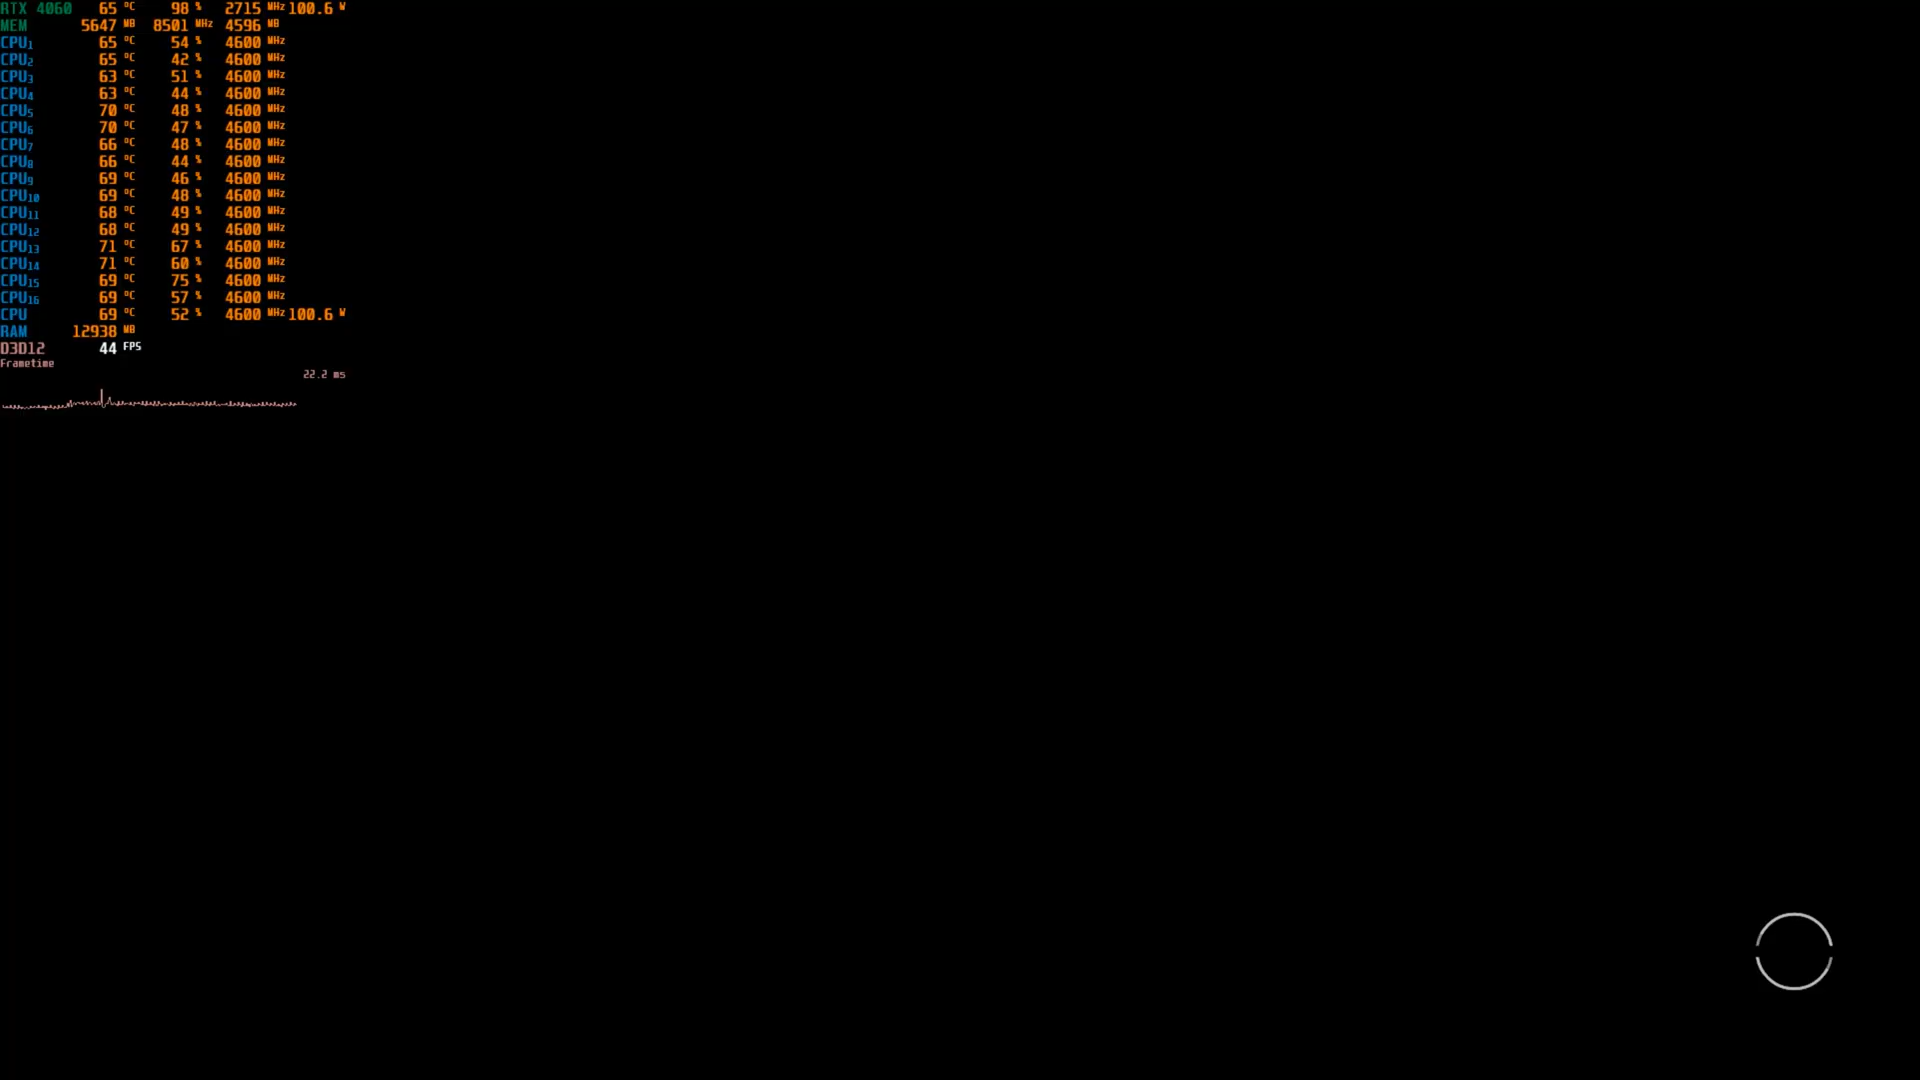 RTX 4060 65 °C 98 % 2715 MHz 100.6 W
MEM 5647 MB 8501 MHz 4596 MB
CPU1 65 °C 54 % 4600 MHz
CPU2 65 °C 42 % 4600 MHz
CPU3 63 °C 51 % 4600 MHz
CPU4 63 °C 44 % 4600 MHz
CPU5 70 °C 48 % 4600 MHz
CPU6 70 °C 47 % 4600 MHz
CPU7 66 °C 48 % 4600 MHz
CPU8 66 °C 44 % 4600 MHz
CPU9 69 °C 46 % 4600 MHz
CPU10 69 °C 48 % 4600 MHz
CPU11 68 °C 49 % 4600 MHz
CPU12 68 °C 49 % 4600 MHz
CPU13 71 °C 67 % 4600 MHz
CPU14 71 °C 60 % 4600 MHz
CPU15 69 °C 75 % 4600 MHz
CPU16 69 °C 57 % 4600 MHz
CPU 69 °C 52 % 4600 MHz 100.6 W
RAM 12938 MB
D3D12 44 FPS
Frametime
22.2 ms